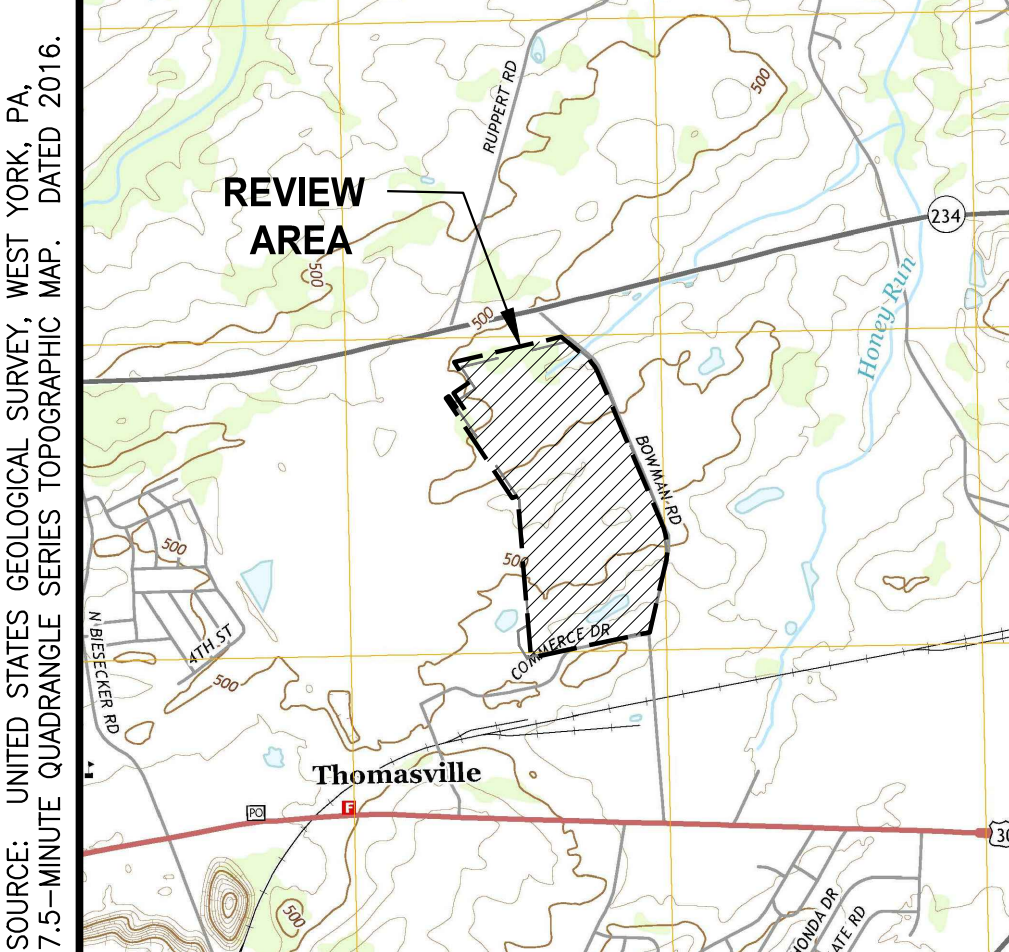 SOURCE: UNITED STATES GEOLOGICAL SURVEY, WEST YORK, PA,
7.5-MINUTE QUADRANGLE SERIES TOPOGRAPHIC MAP. DATED 2016.
RUPPERT RD
500
REVIEW
AREA
234
500
Honey Run
500
BOWMAN RD
500
500
N BIESECKER RD
4TH ST
COMMERCE DR
500
Thomasville
PO
F
30
500
HONDA DR
ATE RD